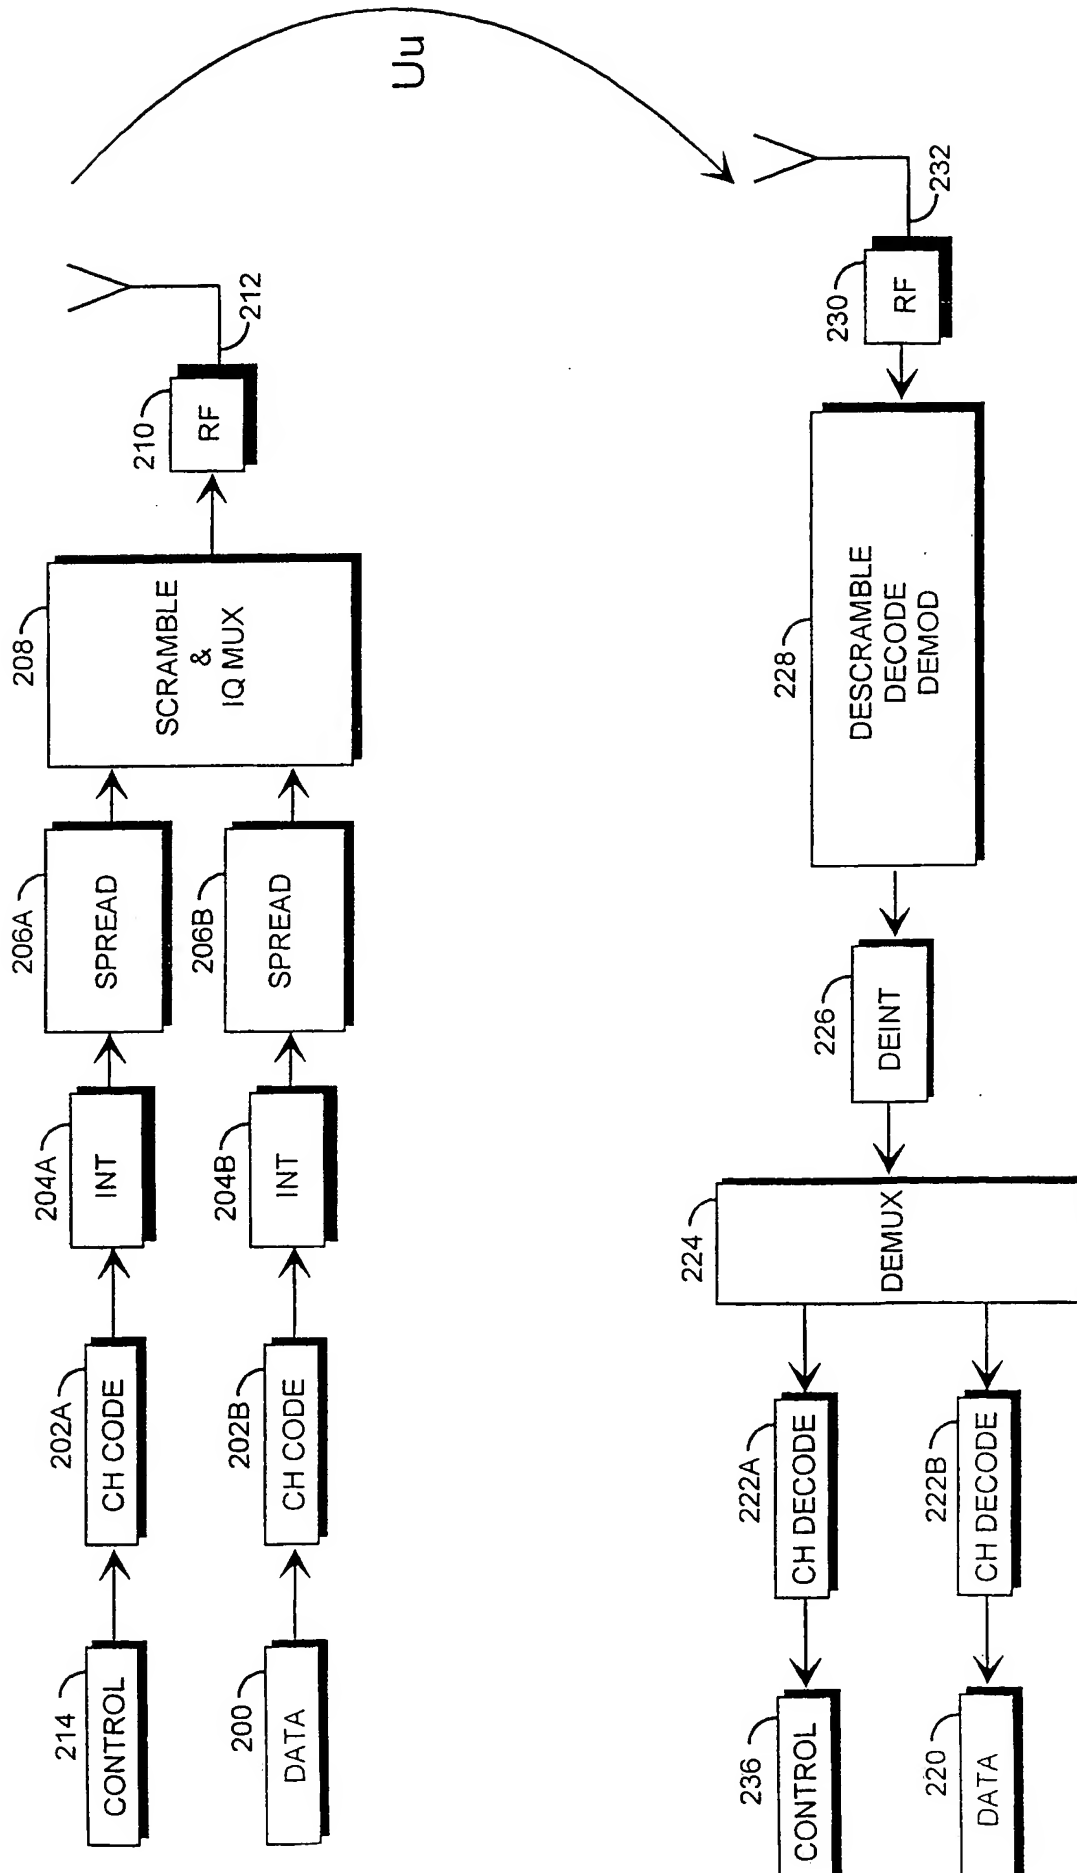 214
CONTROL
202A
CH CODE
204A
INT
206A
SPREAD
208
SCRAMBLE
&
IQ MUX
210
RF
212
200
DATA
202B
CH CODE
204B
INT
206B
SPREAD
Uu
236
CONTROL
222A
CH DECODE
224
DEMUX
226
DEINT
228
DESCRAMBLE
DECODE
DEMOD
230
RF
232
220
DATA
222B
CH DECODE